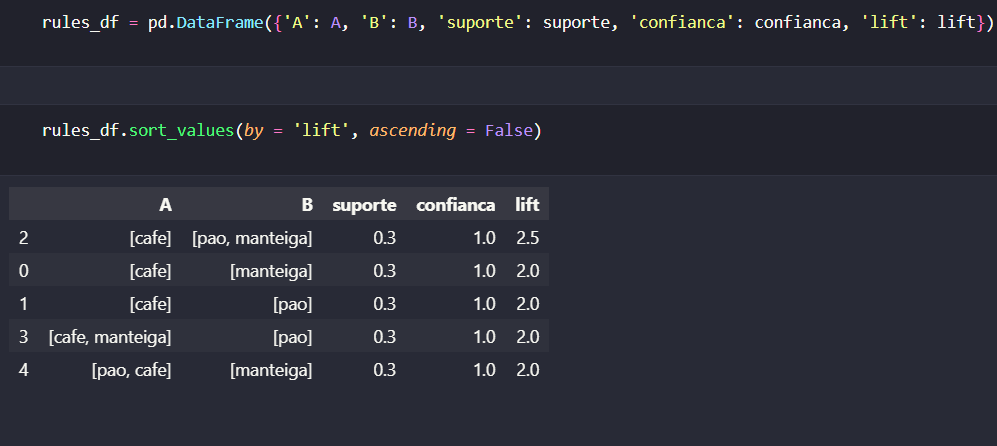 rules_df = pd.DataFrame({'A': A, 'B': B, 'suporte': suporte, 'confianca': confianca, 'lift': lift})
rules_df.sort_values(by = 'lift', ascending = False)
A B suporte confianca lift
2 [cafe] [pao, manteiga] 0.3 1.0 2.5
0 [cafe] [manteiga] 0.3 1.0 2.0
1 [cafe] [pao] 0.3 1.0 2.0
3 [cafe, manteiga] [pao] 0.3 1.0 2.0
4 [pao, cafe] [manteiga] 0.3 1.0 2.0